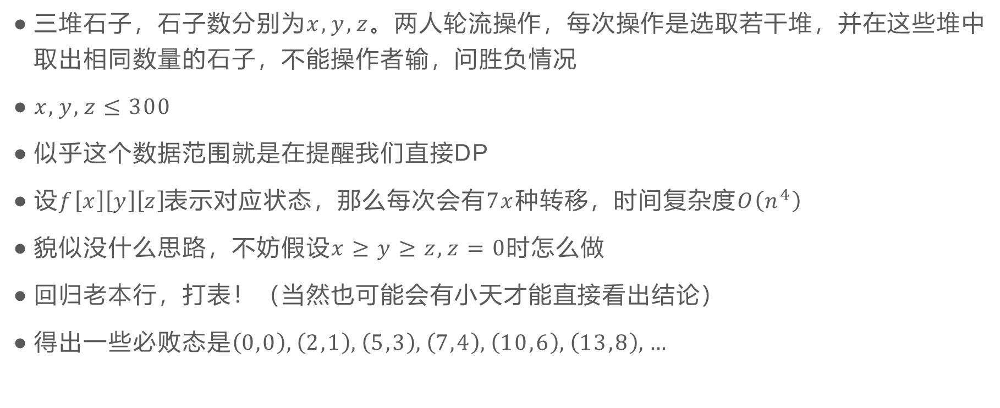 ● 三堆石子，石子数分别为x, y, z。两人轮流操作，每次操作是选取若干堆，并在这些堆中
取出相同数量的石子，不能操作者输，问胜负情况
● x, y, z ≤ 300
● 似乎这个数据范围就是在提醒我们直接DP
● 设f[x][y][z]表示对应状态，那么每次会有7x种转移，时间复杂度O(n⁴)
● 貌似没什么思路，不妨假设x ≥ y ≥ z, z = 0时怎么做
● 回归老本行，打表！（当然也可能会有小天才能直接看出结论）
● 得出一些必败态是(0,0), (2,1), (5,3), (7,4), (10,6), (13,8), ...